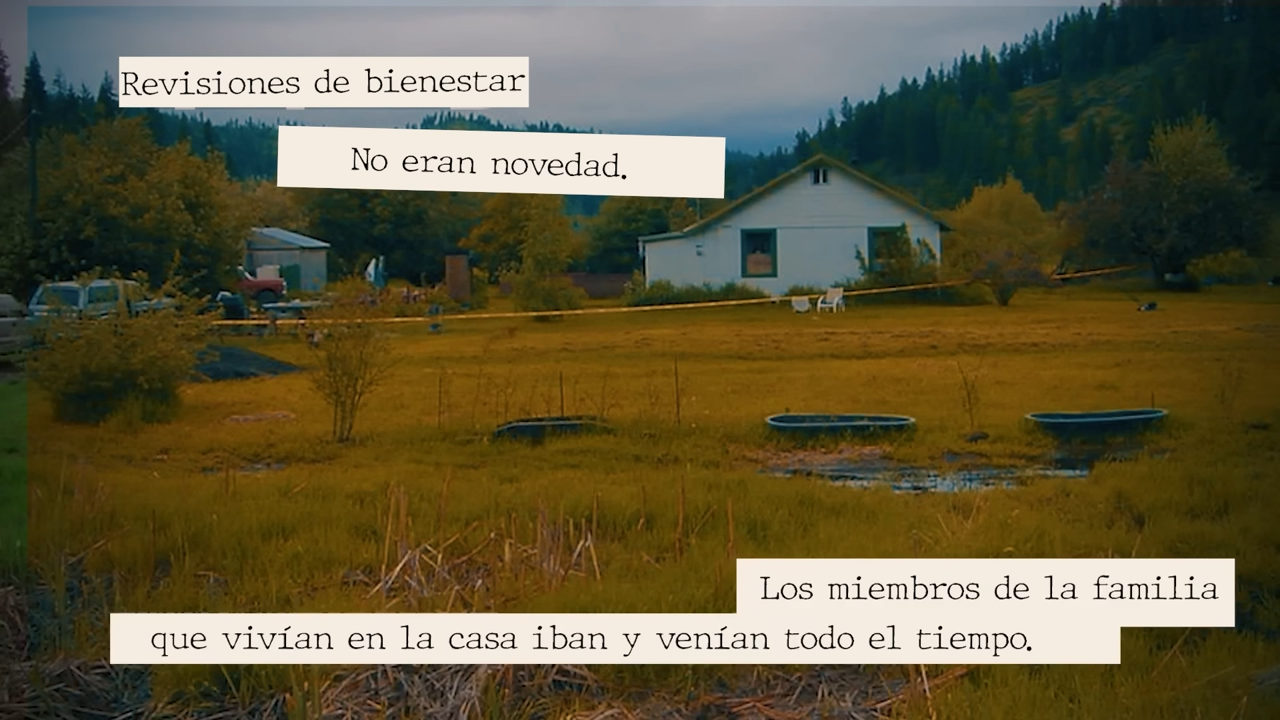 Revisiones de bienestar
No eran novedad.
Los miembros de la familia
que vivían en la casa iban y venían todo el tiempo.